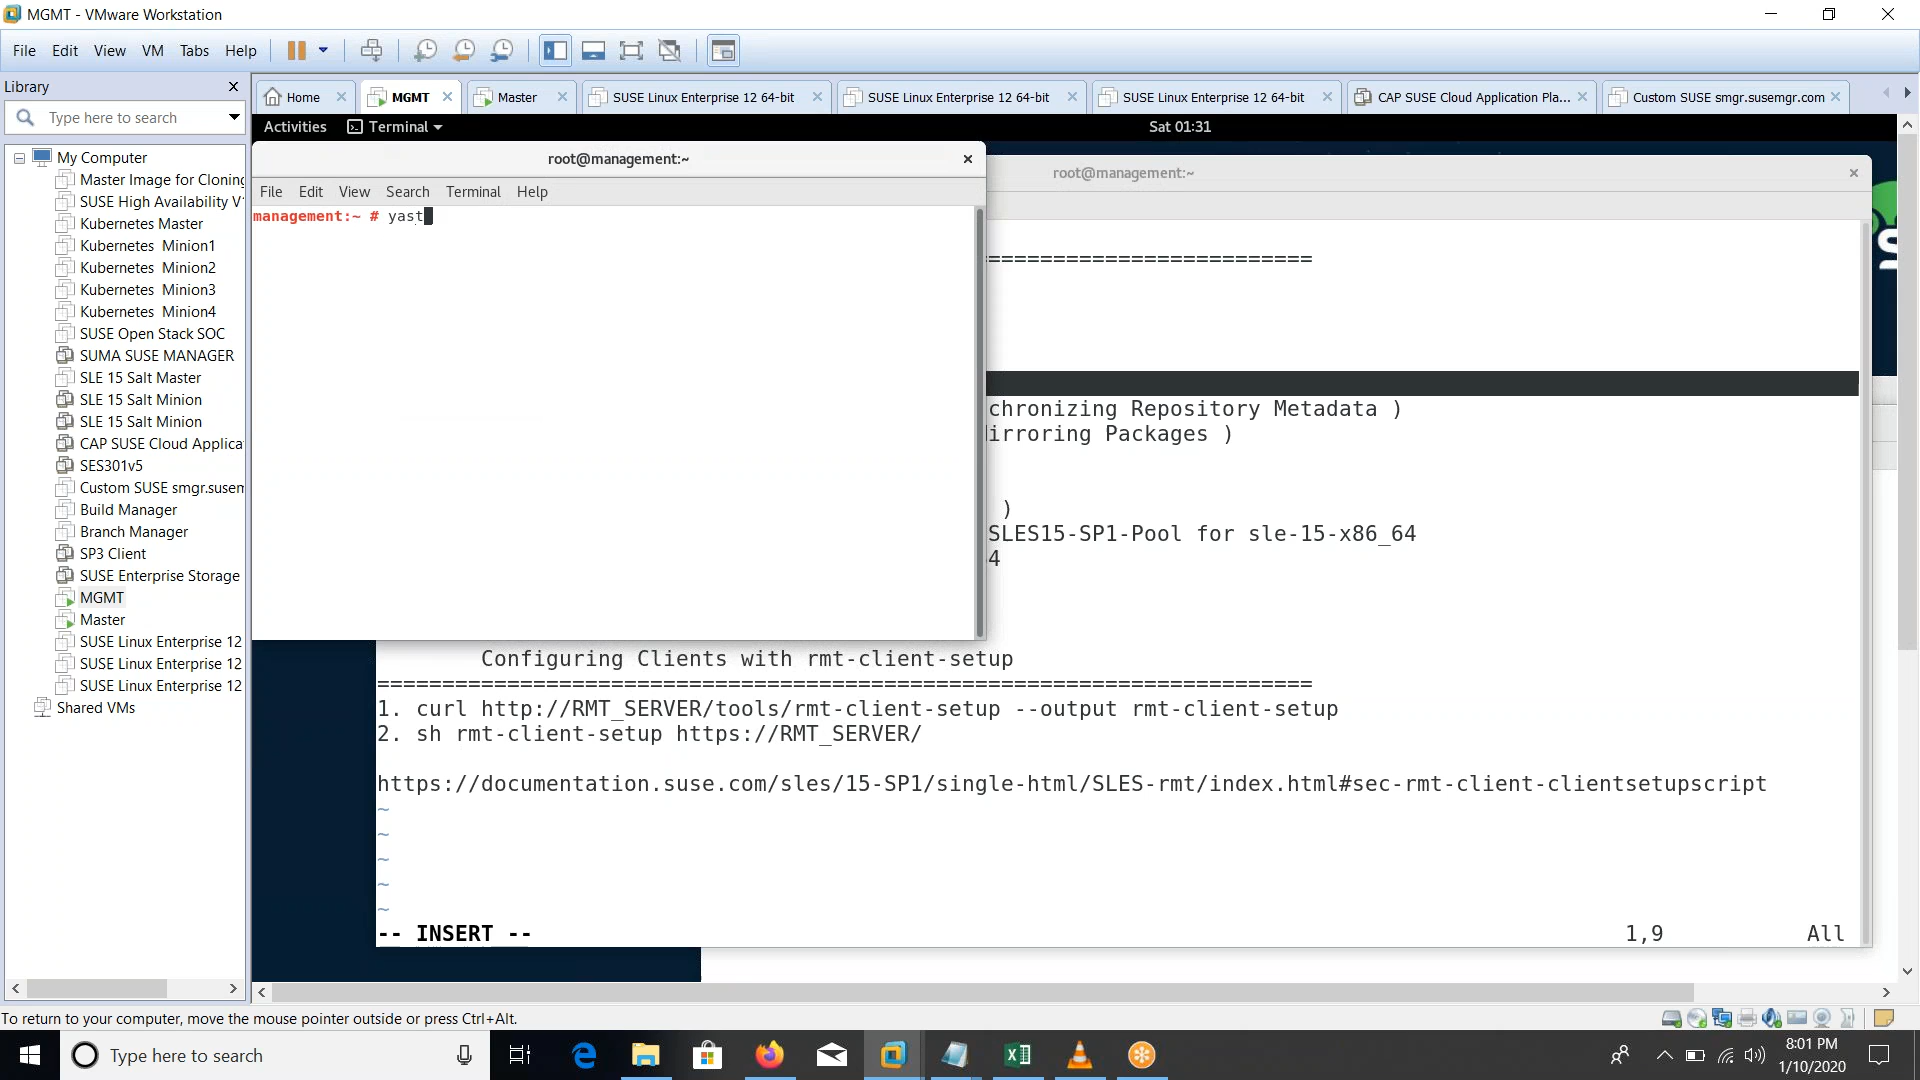 MGMT - VMware Workstation
File Edit View VM Tabs Help
Library
Type here to search
My Computer
Master Image for Cloning
SUSE High Availability V
Kubernetes Master
Kubernetes Minion1
Kubernetes Minion2
Kubernetes Minion3
Kubernetes Minion4
SUSE Open Stack SOC
SUMA SUSE MANAGER
SLE 15 Salt Master
SLE 15 Salt Minion
SLE 15 Salt Minion
CAP SUSE Cloud Applica
SES301v5
Custom SUSE smgr.susem
Build Manager
Branch Manager
SP3 Client
SUSE Enterprise Storage
MGMT
Master
SUSE Linux Enterprise 12
SUSE Linux Enterprise 12
SUSE Linux Enterprise 12
Shared VMs
Home MGMT Master SUSE Linux Enterprise 12 64-bit SUSE Linux Enterprise 12 64-bit SUSE Linux Enterprise 12 64-bit CAP SUSE Cloud Application Pla... Custom SUSE smgr.susemgr.com
Activities Terminal Sat 01:31
root@management:~
File Edit View Search Terminal Help
management:~ # yast
root@management:~
=========================
chronizing Repository Metadata )
irroring Packages )
)
SLES15-SP1-Pool for sle-15-x86_64
4
Configuring Clients with rmt-client-setup
========================================================================
1. curl http://RMT_SERVER/tools/rmt-client-setup --output rmt-client-setup
2. sh rmt-client-setup https://RMT_SERVER/
https://documentation.suse.com/sles/15-SP1/single-html/SLES-rmt/index.html#sec-rmt-client-clientsetupscript
~
~
~
~
~
-- INSERT -- 1,9 All
To return to your computer, move the mouse pointer outside or press Ctrl+Alt.
Type here to search
8:01 PM
1/10/2020